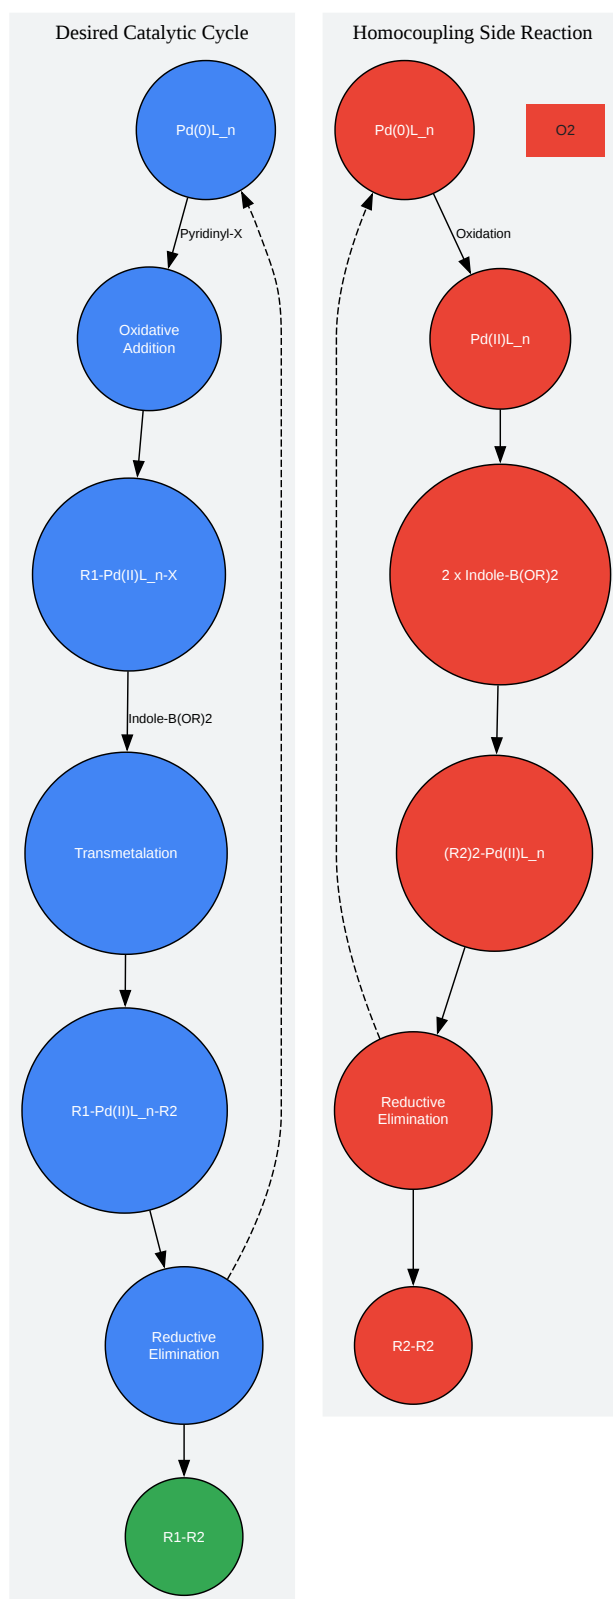 Desired Catalytic Cycle
Pd(0)L_n
Pyridinyl-X
Oxidative
Addition
R1-Pd(II)L_n-X
Indole-B(OR)2
Transmetalation
R1-Pd(II)L_n-R2
Reductive
Elimination
R1-R2
Homocoupling Side Reaction
Pd(0)L_n
O2
Oxidation
Pd(II)L_n
2 x Indole-B(OR)2
(R2)2-Pd(II)L_n
Reductive
Elimination
R2-R2